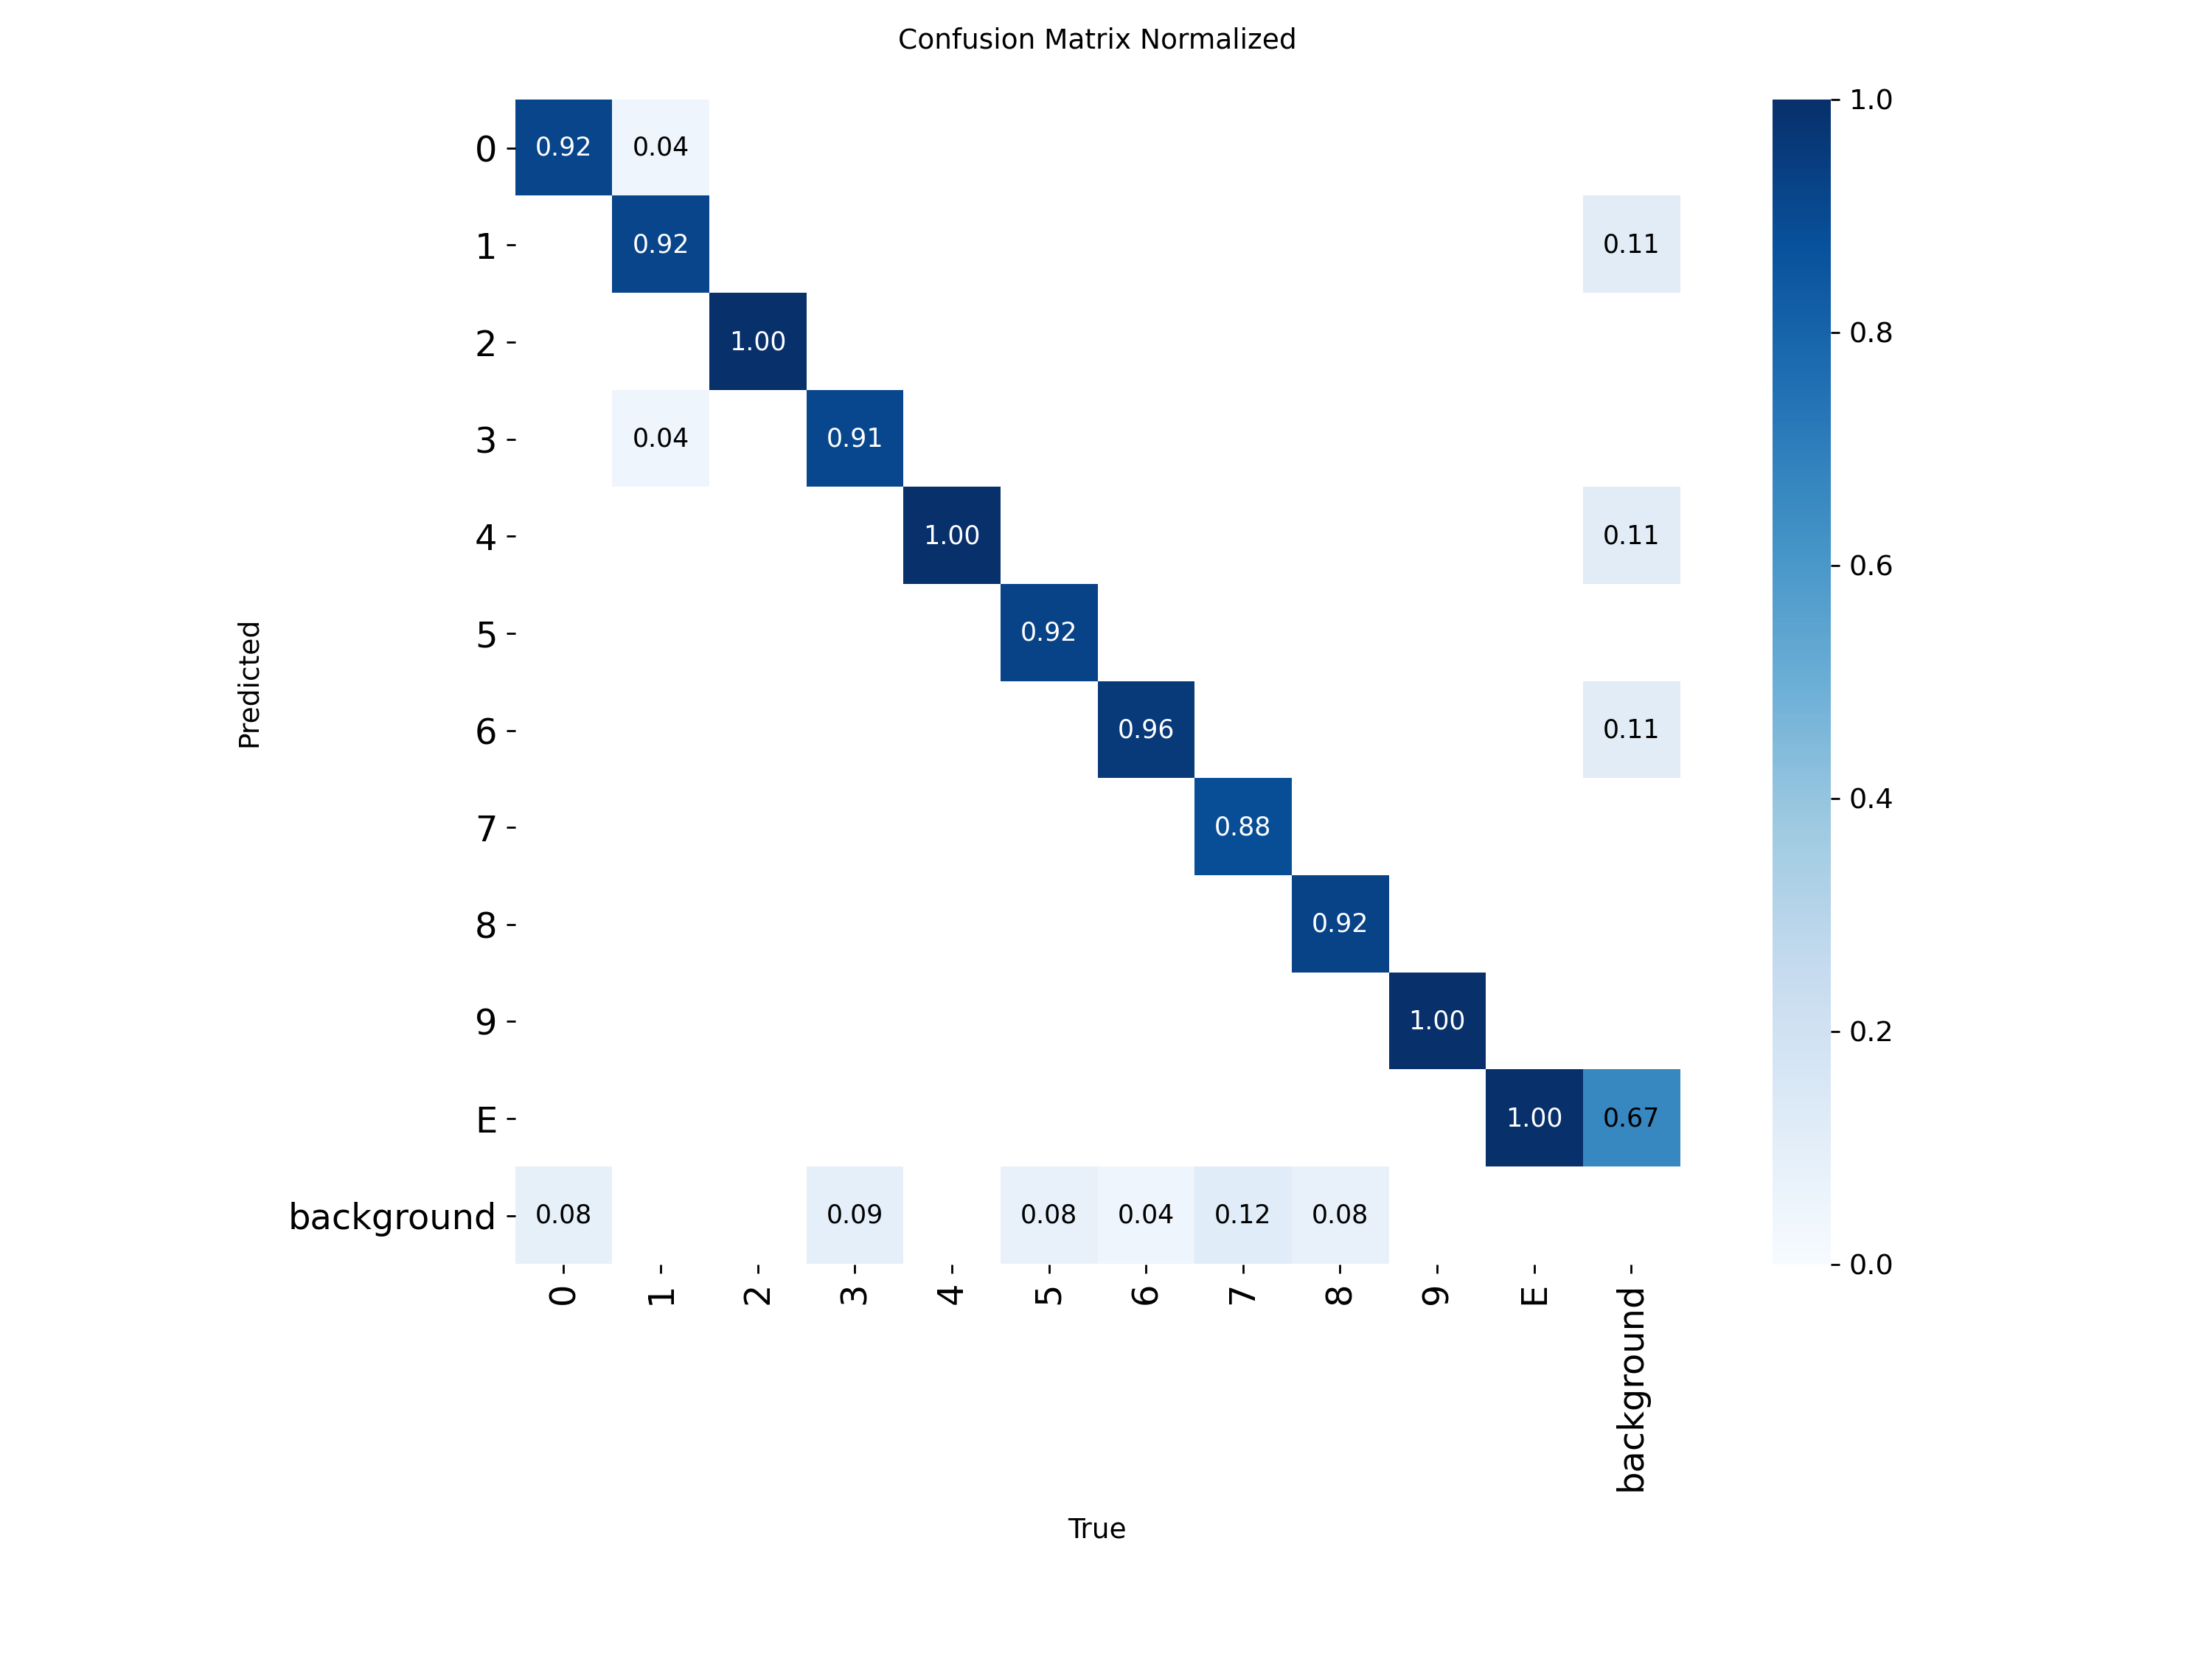 Confusion Matrix Normalized
0 0.92 0.04 1.0
1 0.92 0.11
2 1.00 0.8
3 0.04 0.91
4 1.00 0.11 0.6
5 0.92
Predicted
6 0.96 0.11
7 0.88 0.4
8 0.92
9 1.00 0.2
E 1.00 0.67
background 0.08 0.09 0.08 0.04 0.12 0.08 0.0
0 1 2 3 4 5 6 7 8 9 E background
True